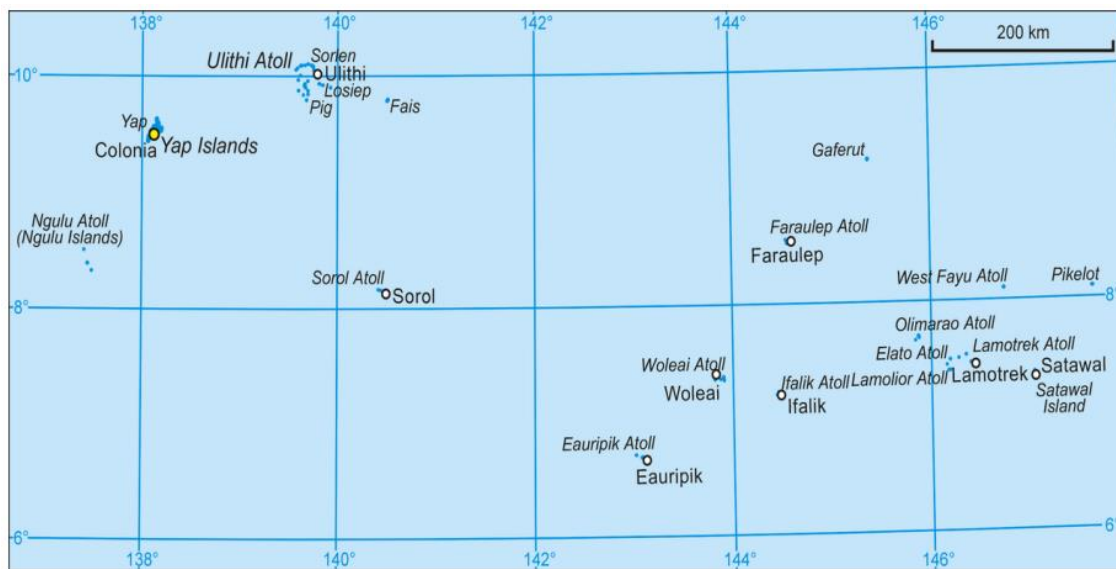 138°
140°
142°
144°
146°
200 km
10°
Ulithi Atoll
Sorlen
Ulithi
Losiep
Pig
Fais
Yap
Colonia
Yap Islands
Gaferut
Ngulu Atoll
(Ngulu Islands)
Faraulep Atoll
Faraulep
Sorol Atoll
Sorol
West Fayu Atoll
Pikelot
8°
8°
Olimarao Atoll
Elato Atoll
Lamotrek Atoll
Lamolior Atoll
Lamotrek
Satawal
Satawal
Island
Woleai Atoll
Woleai
Ifalik Atoll
Ifalik
Eauripik Atoll
Eauripik
6°
6°
138°
140°
142°
144°
146°